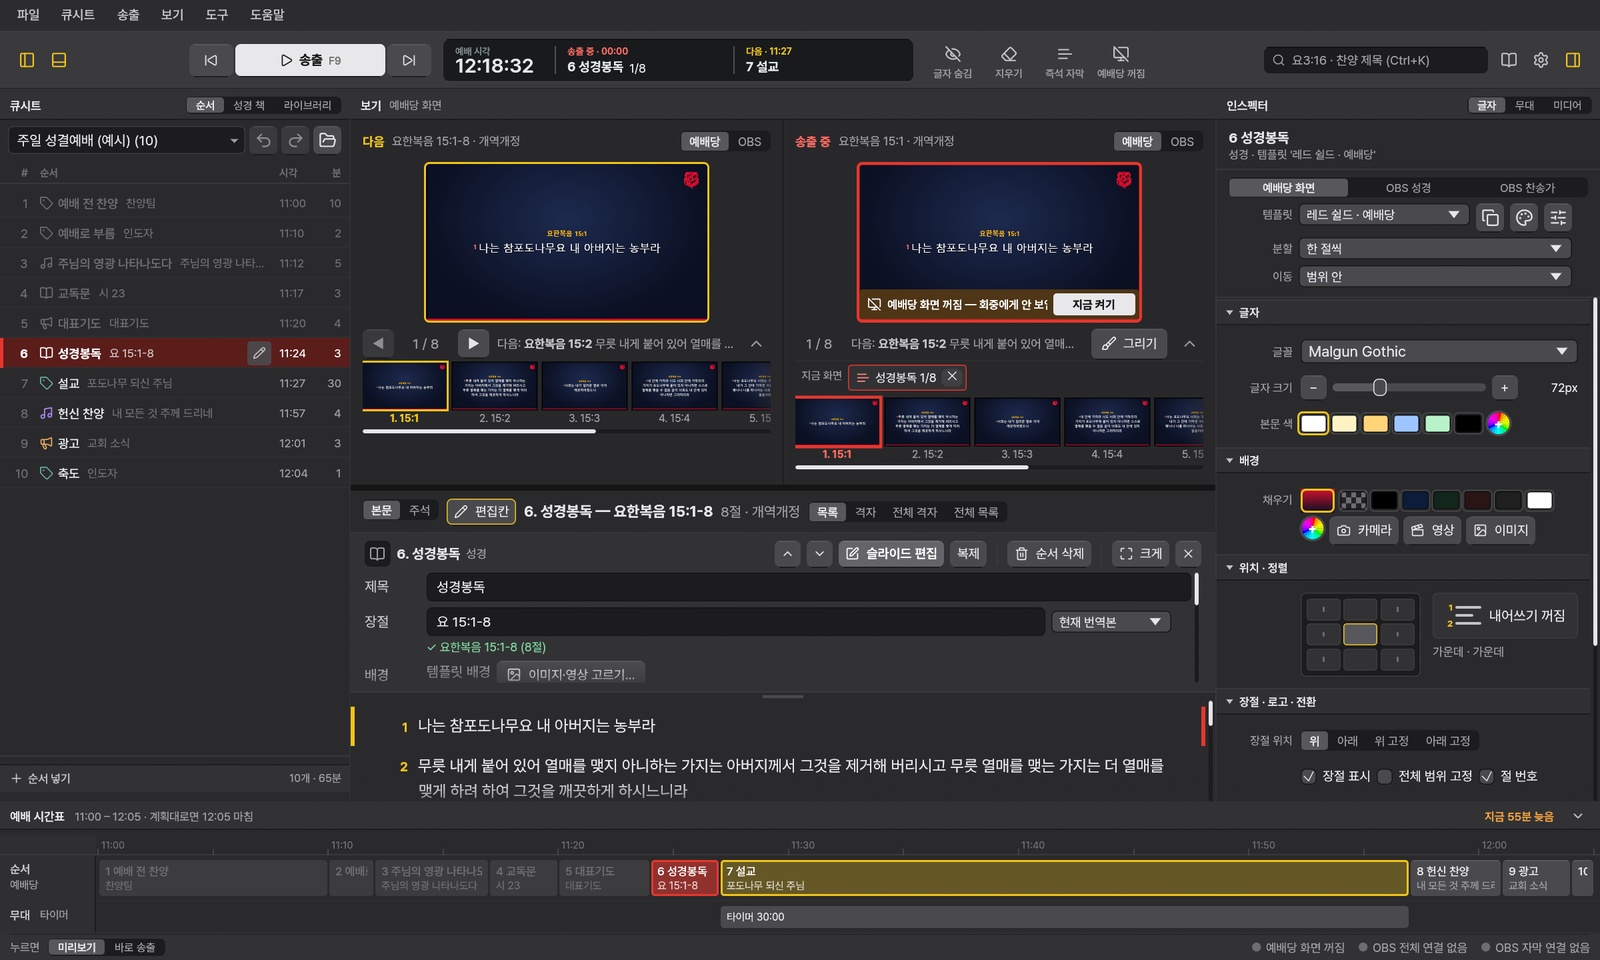 파일 큐시트 송출 보기 도구 도움말
송출 F9
예배 시각
12:18:32
송출 중 · 00:00
6 성경봉독 1/8
다음 · 11:27
7 설교
글자 숨김 지우기 즉석 자막 예배당 꺼짐
요3:16 · 찬양 제목 (Ctrl+K)
큐시트 순서 성경 책 라이브러리
주일 성결예배 (예시) (10)
# 순서 시각 분
1 예배 전 찬양 찬양팀 11:00 10
2 예배로 부름 인도자 11:10 2
3 주님의 영광 나타나도다 주님의 영광 나타... 11:12 5
4 교독문 시 23 11:17 3
5 대표기도 대표기도 11:20 4
6 성경봉독 요 15:1-8 11:24 3
7 설교 포도나무 되신 주님 11:27 30
8 헌신 찬양 내 모든 것 주께 드리네 11:57 4
9 광고 교회 소식 12:01 3
10 축도 인도자 12:04 1
+ 순서 넣기 10개 · 65분
보기 예배당 화면
다음 요한복음 15:1-8 · 개역개정 예배당 OBS
요한복음 15:1
1 나는 참포도나무요 내 아버지는 농부라
1 / 8 다음: 요한복음 15:2 무릇 내게 붙어 있어 열매를 ...
1. 15:1 2. 15:2 3. 15:3 4. 15:4 5. 15
송출 중 요한복음 15:1 · 개역개정 예배당 OBS
요한복음 15:1
1 나는 참포도나무요 내 아버지는 농부라
예배당 화면 꺼짐 — 회중에게 안 보입 지금 켜기
1 / 8 다음: 요한복음 15:2 무릇 내게 붙어 있어 열매... 그리기
지금 화면 성경봉독 1/8
1. 15:1 2. 15:2 3. 15:3 4. 15:4 5. 15
본문 주석 편집칸 6. 성경봉독 — 요한복음 15:1-8 8절 · 개역개정 목록 격자 전체 격자 전체 목록
6. 성경봉독 성경 슬라이드 편집 복제 순서 삭제 크게
제목 성경봉독
장절 요 15:1-8 현재 번역본
✓ 요한복음 15:1-8 (8절)
배경 템플릿 배경 이미지·영상 고르기...
1 나는 참포도나무요 내 아버지는 농부라
2 무릇 내게 붙어 있어 열매를 맺지 아니하는 가지는 아버지께서 그것을 제거해 버리시고 무릇 열매를 맺는 가지는 더 열매를
맺게 하려 하여 그것을 깨끗하게 하시느니라
인스펙터 글자 무대 미디어
6 성경봉독
성경 · 템플릿 '레드 쉴드 · 예배당'
예배당 화면 OBS 성경 OBS 찬송가
템플릿 레드 쉴드 · 예배당
분할 한 절씩
이동 범위 안
글자
글꼴 Malgun Gothic
글자 크기 − + 72px
본문 색
배경
채우기
카메라 영상 이미지
위치 · 정렬
1
2
내어쓰기 꺼짐
가운데 · 가운데
장절 · 로고 · 전환
장절 위치 위 아래 위 고정 아래 고정
장절 표시 전체 범위 고정 절 번호
예배 시간표 11:00 – 12:05 · 계획대로면 12:05 마침 지금 55분 늦음
11:00 11:10 11:20 11:30 11:40 11:50 12:00
순서
예배당
1 예배 전 찬양
찬양팀
2 예배
3 주님의 영광 나타나도
주님의 영광 나타나도다
4 교독문
시 23
5 대표기도
대표기도
6 성경봉독
요 15:1-8
7 설교
포도나무 되신 주님
8 헌신 찬양
내 모든 것 주께 드리
9 광고
교회 소식
10
무대 타이머
타이머 30:00
누르면 미리보기 바로 송출
예배당 화면 꺼짐 OBS 전체 연결 없음 OBS 자막 연결 없음